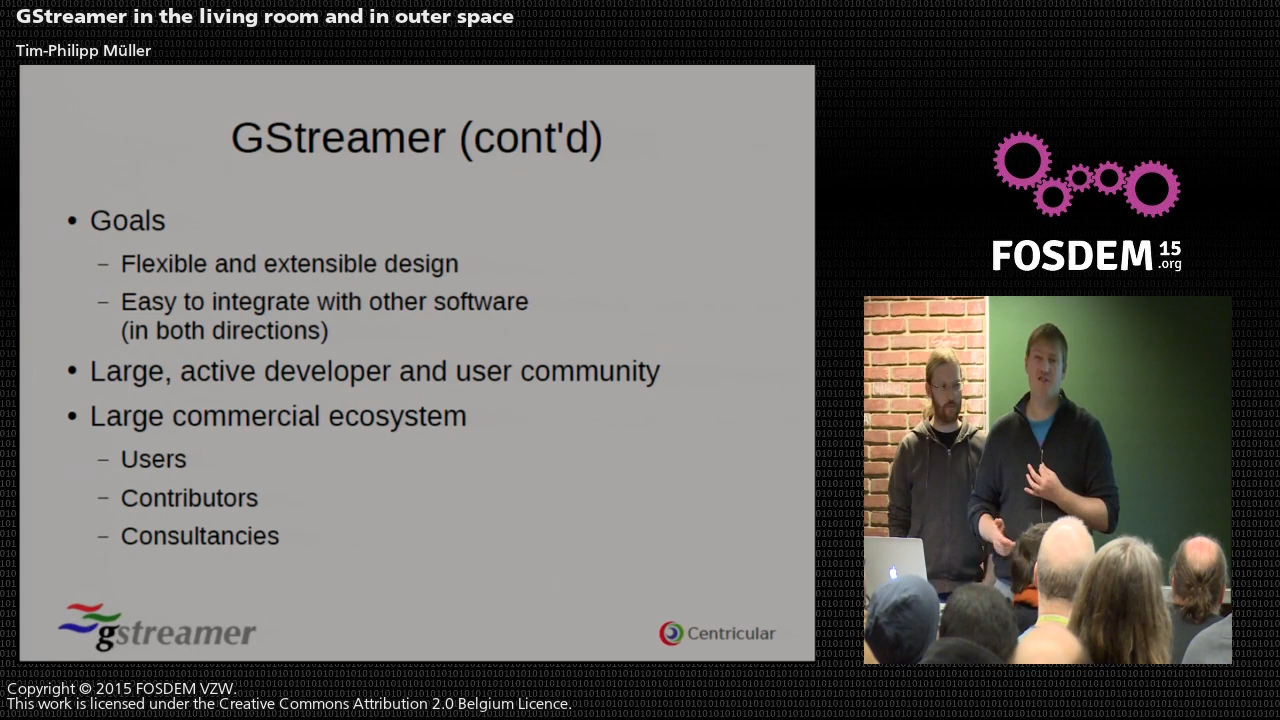 GStreamer in the living room and in outer space
Tim-Philipp Müller
GStreamer (cont'd)
• Goals
– Flexible and extensible design
– Easy to integrate with other software
(in both directions)
• Large, active developer and user community
• Large commercial ecosystem
– Users
– Contributors
– Consultancies
gstreamer
Centricular
FOSDEM 15
.org
Copyright © 2015 FOSDEM VZW.
This work is licensed under the Creative Commons Attribution 2.0 Belgium Licence.